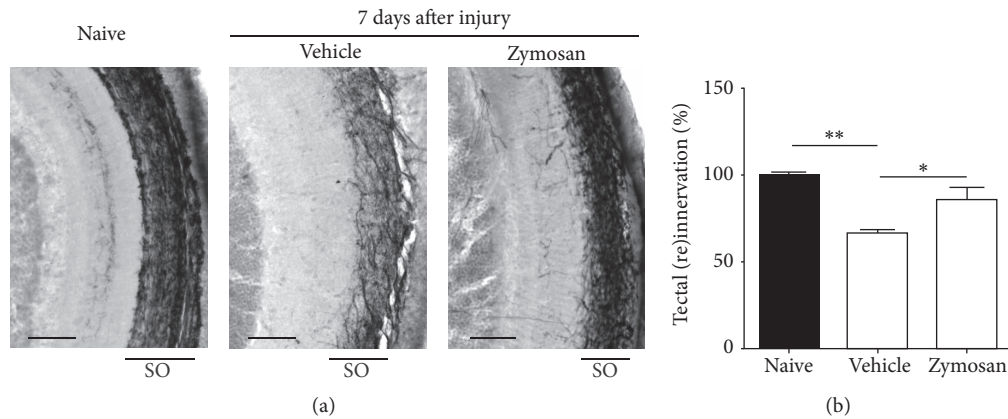 7 days after injury
Naive
Vehicle
Zymosan
SO
SO
SO
(a)
Tectal (re)innervation (%)
150
100
50
0
**
*
Naive
Vehicle
Zymosan
(b)